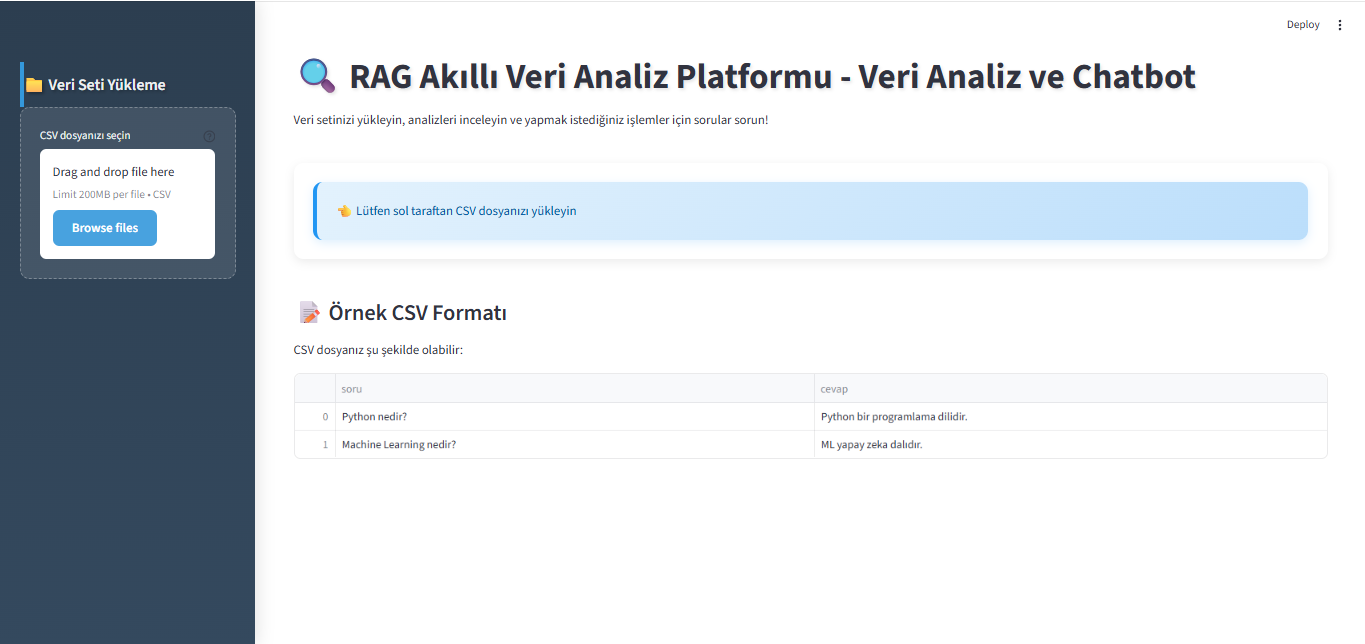 Deploy
Veri Seti Yükleme
CSV dosyanızı seçin
Drag and drop file here
Limit 200MB per file • CSV
Browse files
RAG Akıllı Veri Analiz Platformu - Veri Analiz ve Chatbot
Veri setinizi yükleyin, analizleri inceleyin ve yapmak istediğiniz işlemler için sorular sorun!
👈 Lütfen sol taraftan CSV dosyanızı yükleyin
Örnek CSV Formatı
CSV dosyanız şu şekilde olabilir:
soru cevap
0 Python nedir? Python bir programlama dilidir.
1 Machine Learning nedir? ML yapay zeka dalıdır.